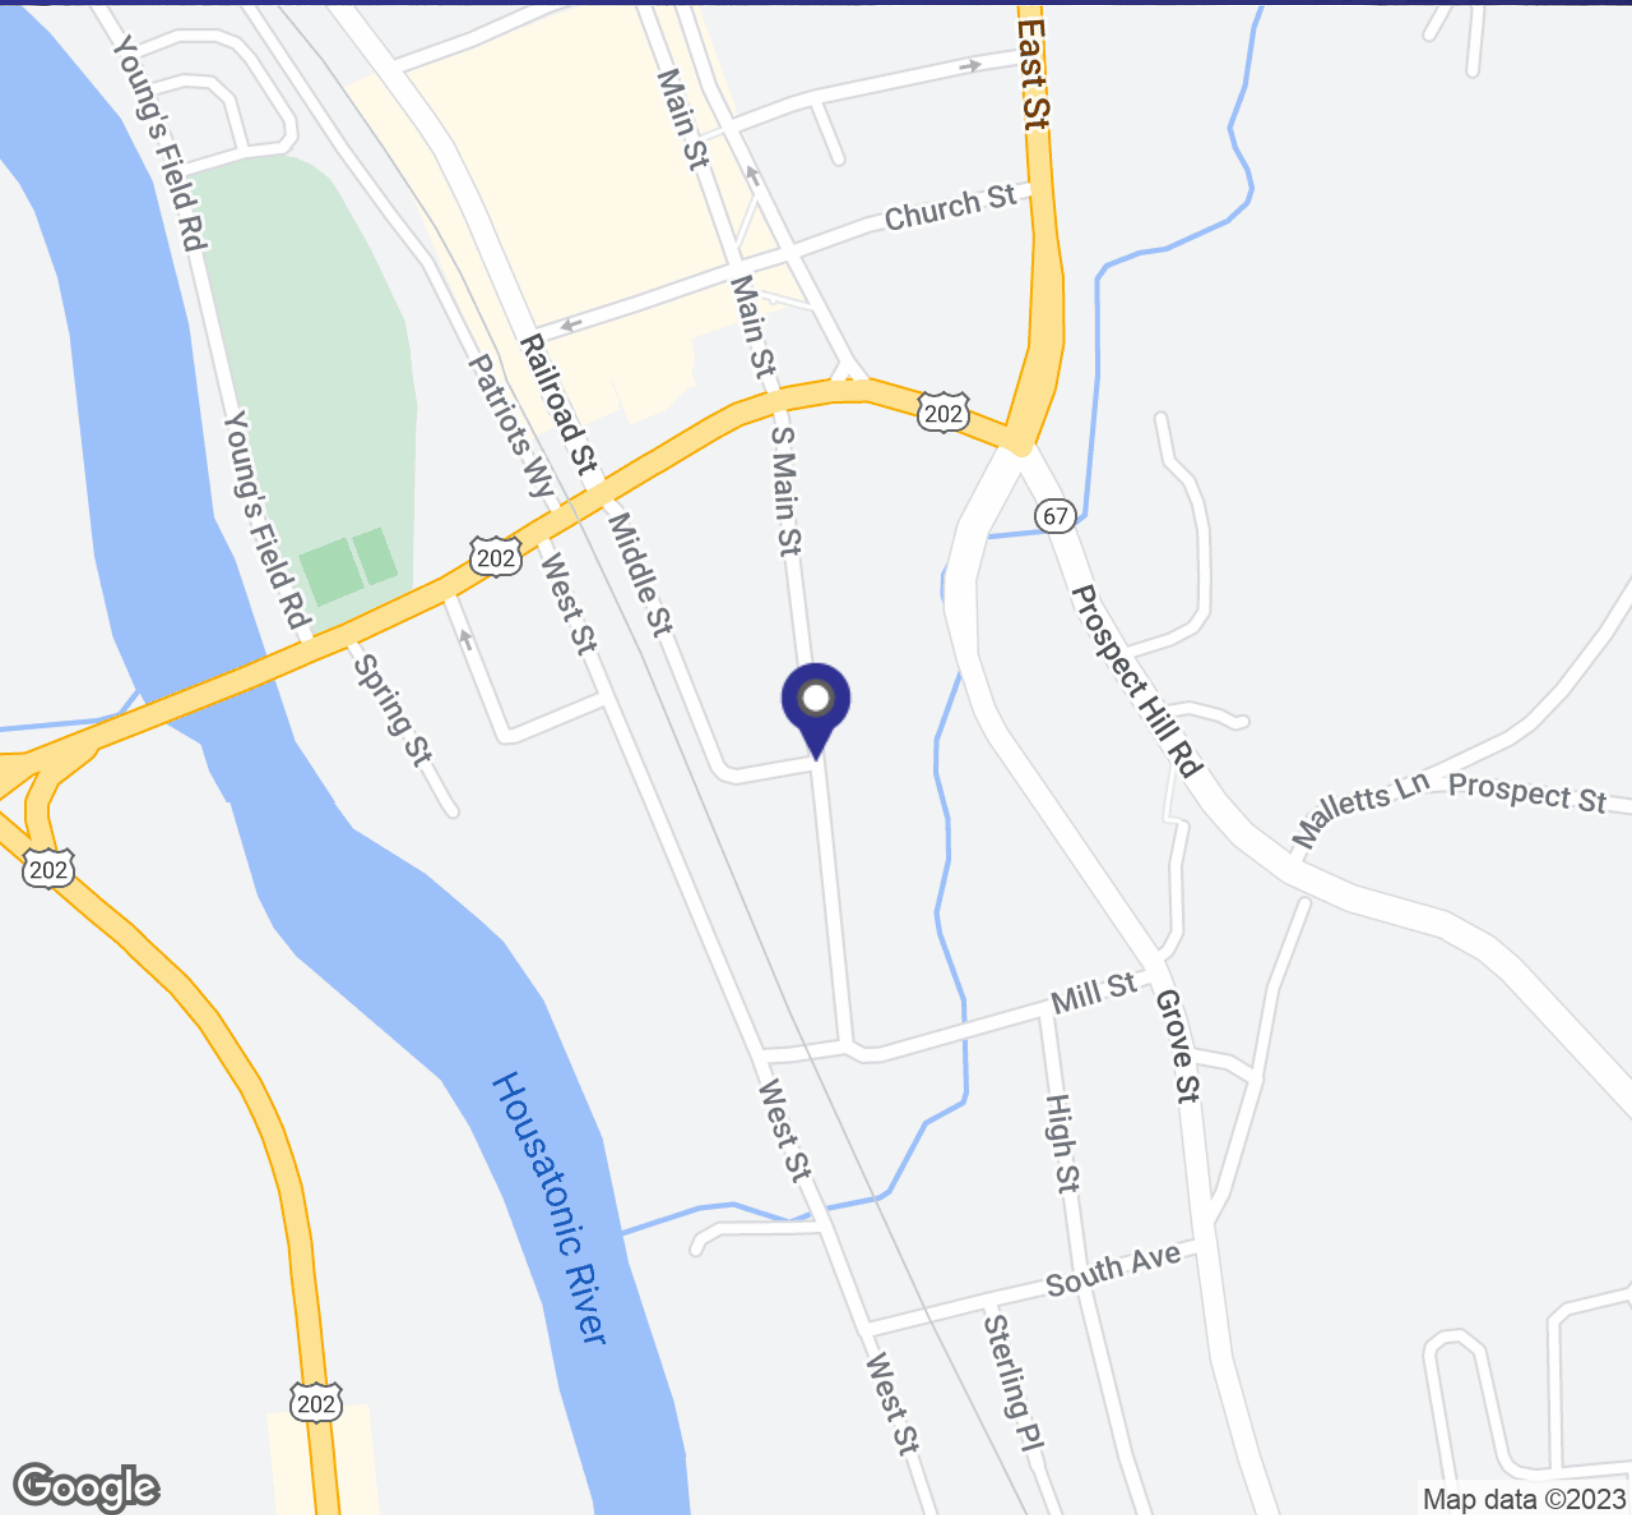 East St
Young's Field Rd
Main St
Church St
Main St
Railroad St
Patriots Wy
202
Young's Field Rd
S Main St
67
Middle St
202
West St
Prospect Hill Rd
Spring St
Malletts Ln
Prospect St
202
Mill St
Grove St
Housatonic River
West St
High St
South Ave
Sterling Pl
West St
202
Google
Map data ©2023